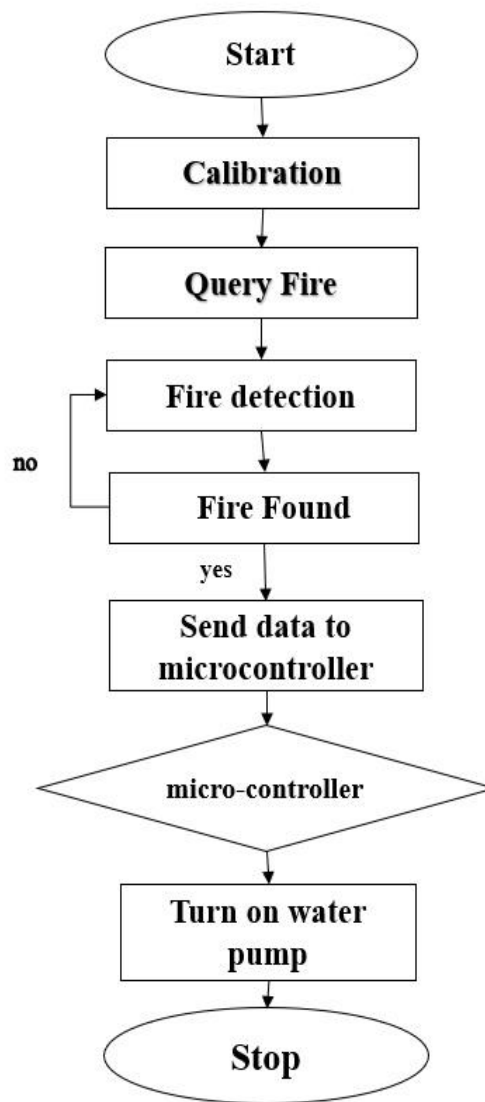 Start
Calibration
Query Fire
Fire detection
no
Fire Found
yes
Send data to
microcontroller
micro-controller
Turn on water
pump
Stop